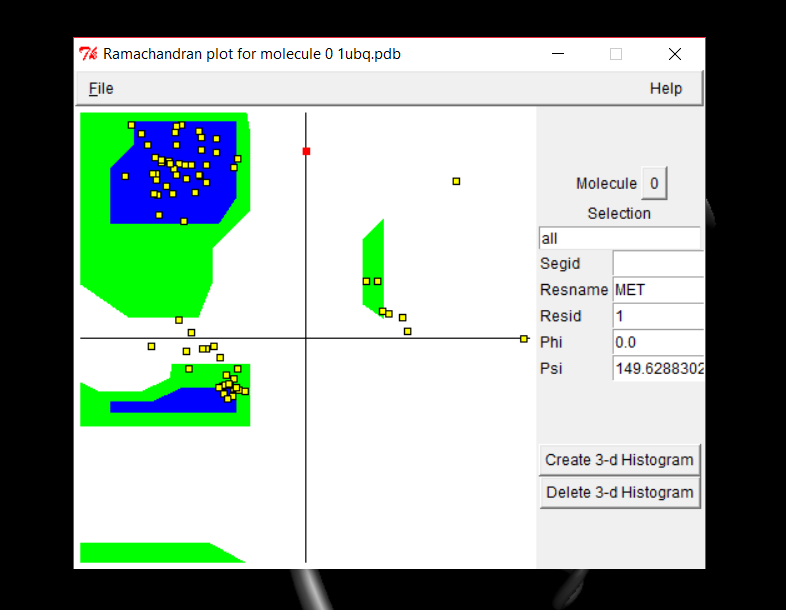 Ramachandran plot for molecule 0 1ubq.pdb
File Help
Molecule 0
Selection
all
Segid
Resname MET
Resid 1
Phi 0.0
Psi 149.6288302
Create 3-d Histogram
Delete 3-d Histogram